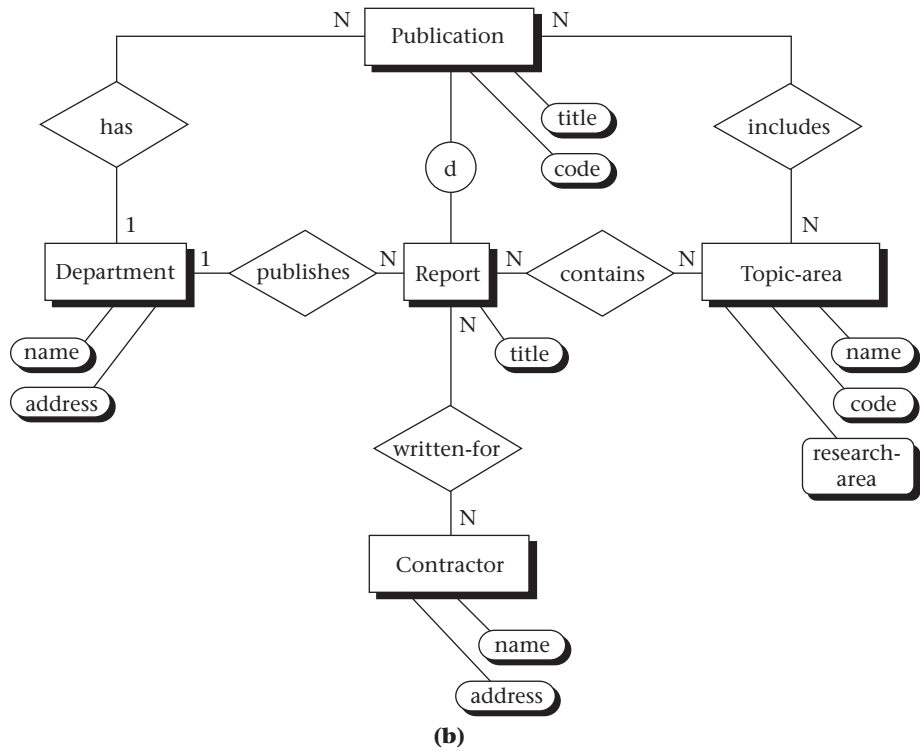 N Publication N
has
title
includes
d
code
1
N
Department 1 publishes N Report N contains N Topic-area
N
name
title
name
address
code
written-for
research-
area
N
Contractor
name
address
(b)